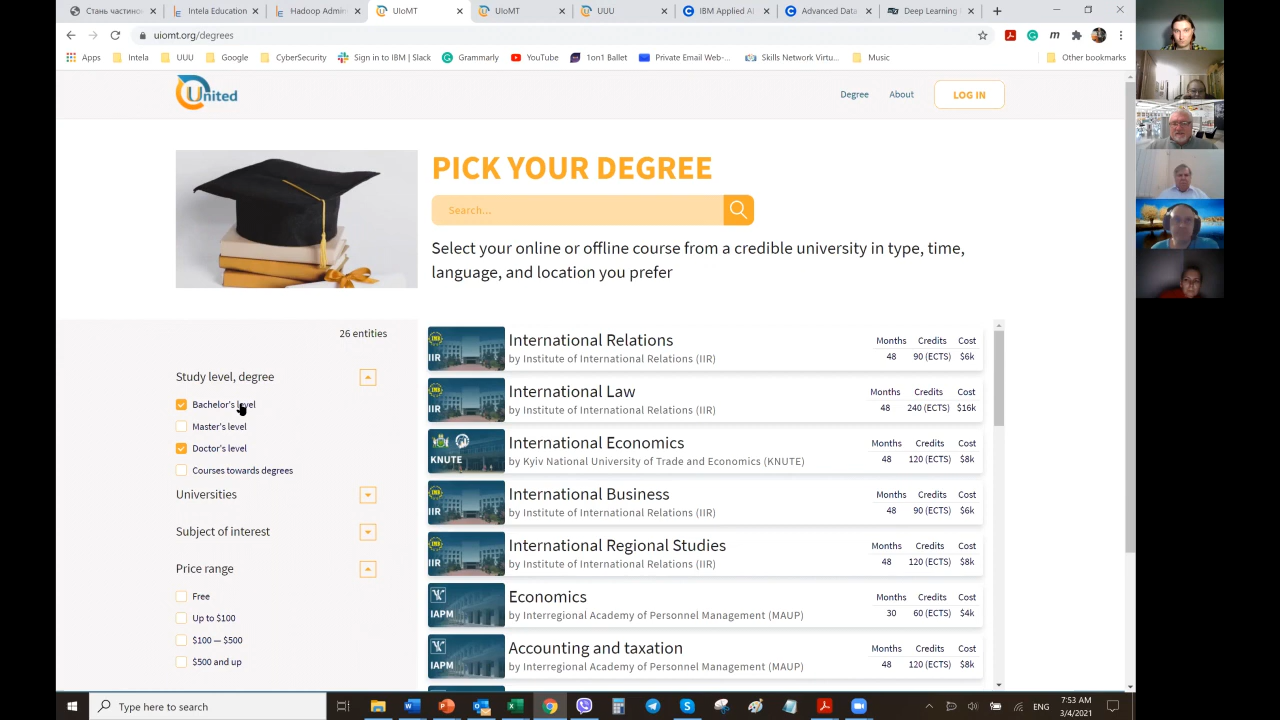 Стань частиною
Intela Education
Hadoop Admin
UIoMT
UIoMT
UUU
IBM Applied AI
Advanced Data
Deep Learning
uiomt.org/degrees
Apps
Intela
UUU
Google
CyberSecurity
Sign in to IBM | Slack
Grammarly
YouTube
1on1 Ballet
Private Email Web-...
Skills Network Virtu...
Music
Other bookmarks
United
Degree
About
LOG IN
PICK YOUR DEGREE
Search...
Select your online or offline course from a credible university in type, time,
language, and location you prefer
26 entities
Study level, degree
Bachelor's level
Master's level
Doctor's level
Courses towards degrees
Universities
Subject of interest
Price range
Free
Up to $100
$100 — $500
$500 and up
IIR
International Relations
by Institute of International Relations (IIR)
Months Credits Cost
48 90 (ECTS) $6k
IIR
International Law
by Institute of International Relations (IIR)
Months Credits Cost
48 240 (ECTS) $16k
KNUTE
International Economics
by Kyiv National University of Trade and Economics (KNUTE)
Months Credits Cost
48 120 (ECTS) $8k
IIR
International Business
by Institute of International Relations (IIR)
Months Credits Cost
48 90 (ECTS) $6k
IIR
International Regional Studies
by Institute of International Relations (IIR)
Months Credits Cost
48 120 (ECTS) $8k
IAPM
Economics
by Interregional Academy of Personnel Management (MAUP)
Months Credits Cost
30 60 (ECTS) $4k
IAPM
Accounting and taxation
by Interregional Academy of Personnel Management (MAUP)
Months Credits Cost
48 120 (ECTS) $8k
Type here to search
ENG
7:53 AM
3/4/2021